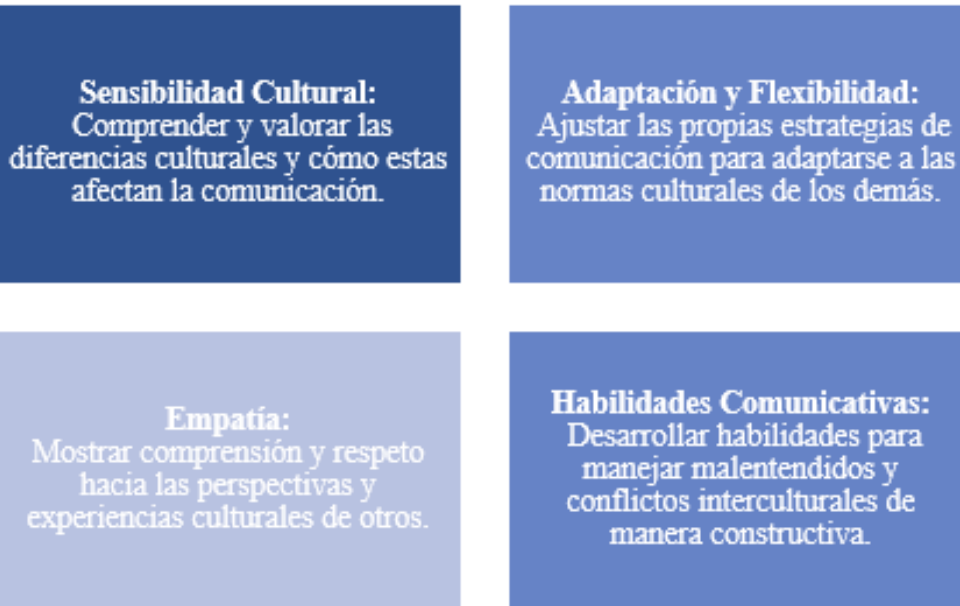 Sensibilidad Cultural:
Comprender y valorar las
diferencias culturales y cómo estas
afectan la comunicación.
Adaptación y Flexibilidad:
Ajustar las propias estrategias de
comunicación para adaptarse a las
normas culturales de los demás.
Empatía:
Mostrar comprensión y respeto
hacia las perspectivas y
experiencias culturales de otros.
Habilidades Comunicativas:
Desarrollar habilidades para
manejar malentendidos y
conflictos interculturales de
manera constructiva.